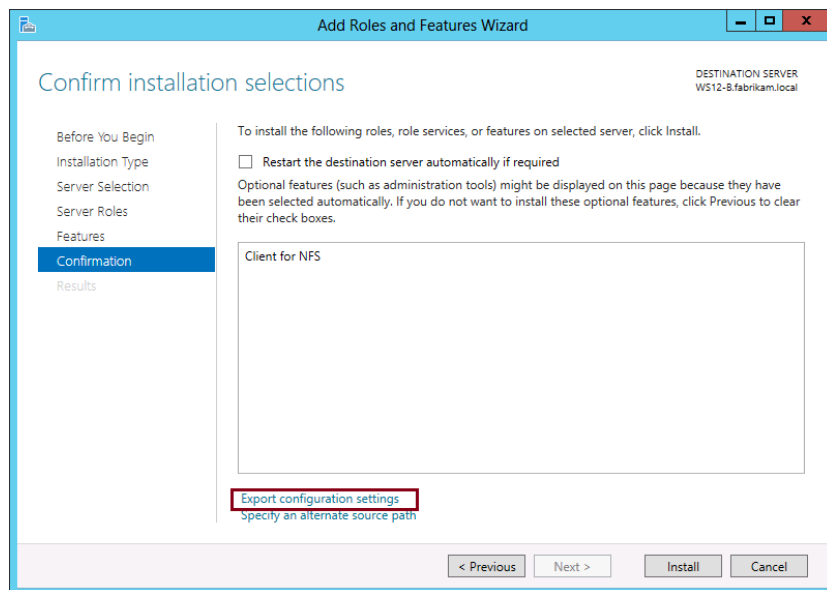 Add Roles and Features Wizard
Confirm installation selections
DESTINATION SERVER
WS12-B.fabrikam.local
Before You Begin
Installation Type
Server Selection
Server Roles
Features
Confirmation
Results
To install the following roles, role services, or features on selected server, click Install.
Restart the destination server automatically if required
Optional features (such as administration tools) might be displayed on this page because they have
been selected automatically. If you do not want to install these optional features, click Previous to clear
their check boxes.
Client for NFS
Export configuration settings
Specify an alternate source path
< Previous
Next >
Install
Cancel